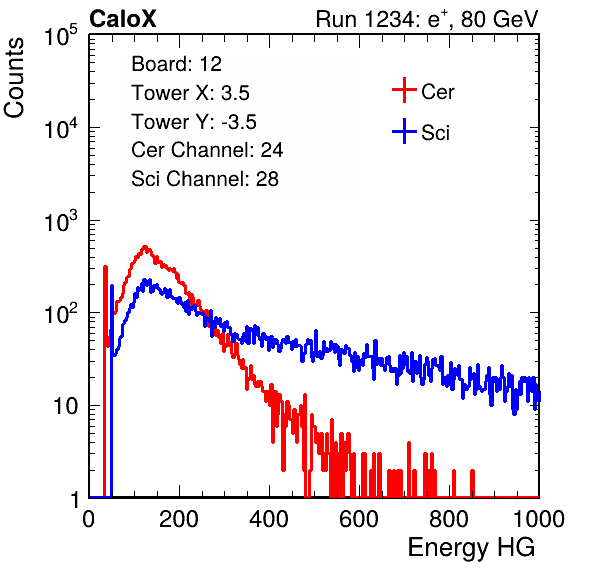 CaloX Run 1234: e⁺, 80 GeV
Counts
Board: 12
Tower X: 3.5
Tower Y: -3.5
Cer Channel: 24
Sci Channel: 28
Cer
Sci
10⁵
10⁴
10³
10²
10
1
0 200 400 600 800 1000
Energy HG